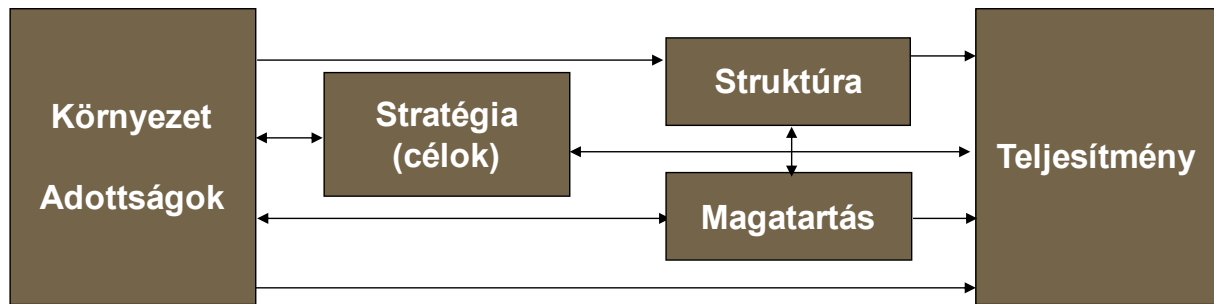 Környezet
Adottságok
Stratégia
(célok)
Struktúra
Magatartás
Teljesítmény